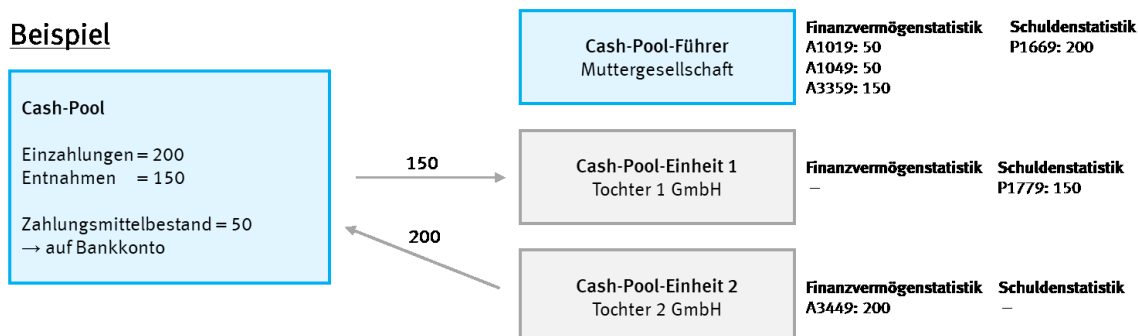 Beispiel
Cash-Pool
Einzahlungen = 200
Entnahmen = 150
Zahlungsmittelbestand = 50
→ auf Bankkonto
150
200
Cash-Pool-Führer
Muttergesellschaft
Finanzvermögenstatistik
A1019: 50
A1049: 50
A3359: 150
Schuldenstatistik
P1669: 200
Cash-Pool-Einheit 1
Tochter 1 GmbH
Finanzvermögenstatistik
–
Schuldenstatistik
P1779: 150
Cash-Pool-Einheit 2
Tochter 2 GmbH
Finanzvermögenstatistik
A3449: 200
Schuldenstatistik
–